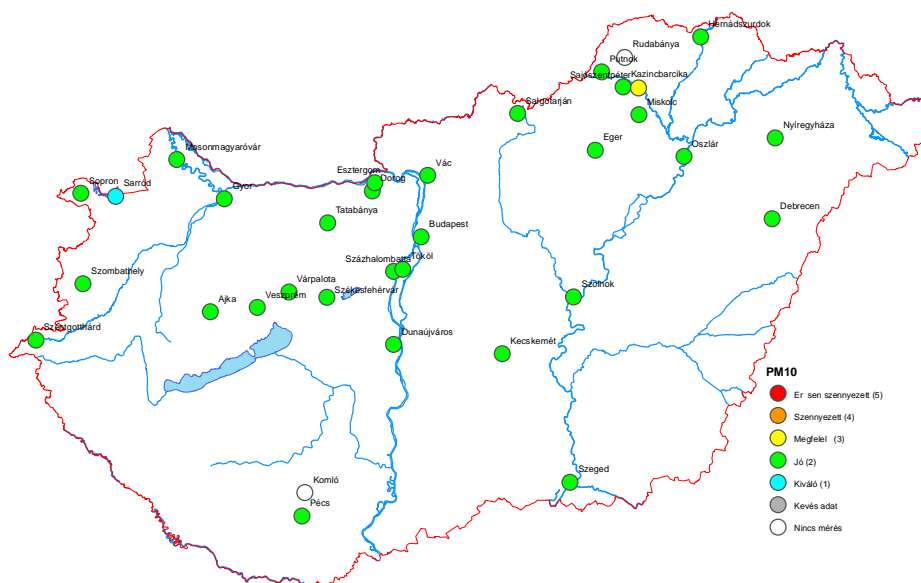 Hernádszurdok
Rudabánya
Putnok
Sajószentpéter
Kazincbarcika
Salgótarján
Miskolc
Nyíregyháza
Eger
Oszlár
Mosonmagyaróvár
Vác
Esztergom
Dorog
Sopron
Sarród
Gyor
Debrecen
Tatabánya
Budapest
Százhalombatta
Tököl
Szombathely
Várpalota
Székesfehérvár
Szolnok
Ajka
Veszprém
Szentgotthárd
Dunaújváros
Kecskemét
PM10
Er sen szennyezett (5)
Szennyezett (4)
Megfelel (3)
Jó (2)
Kiváló (1)
Kevés adat
Nincs mérés
Szeged
Komló
Pécs